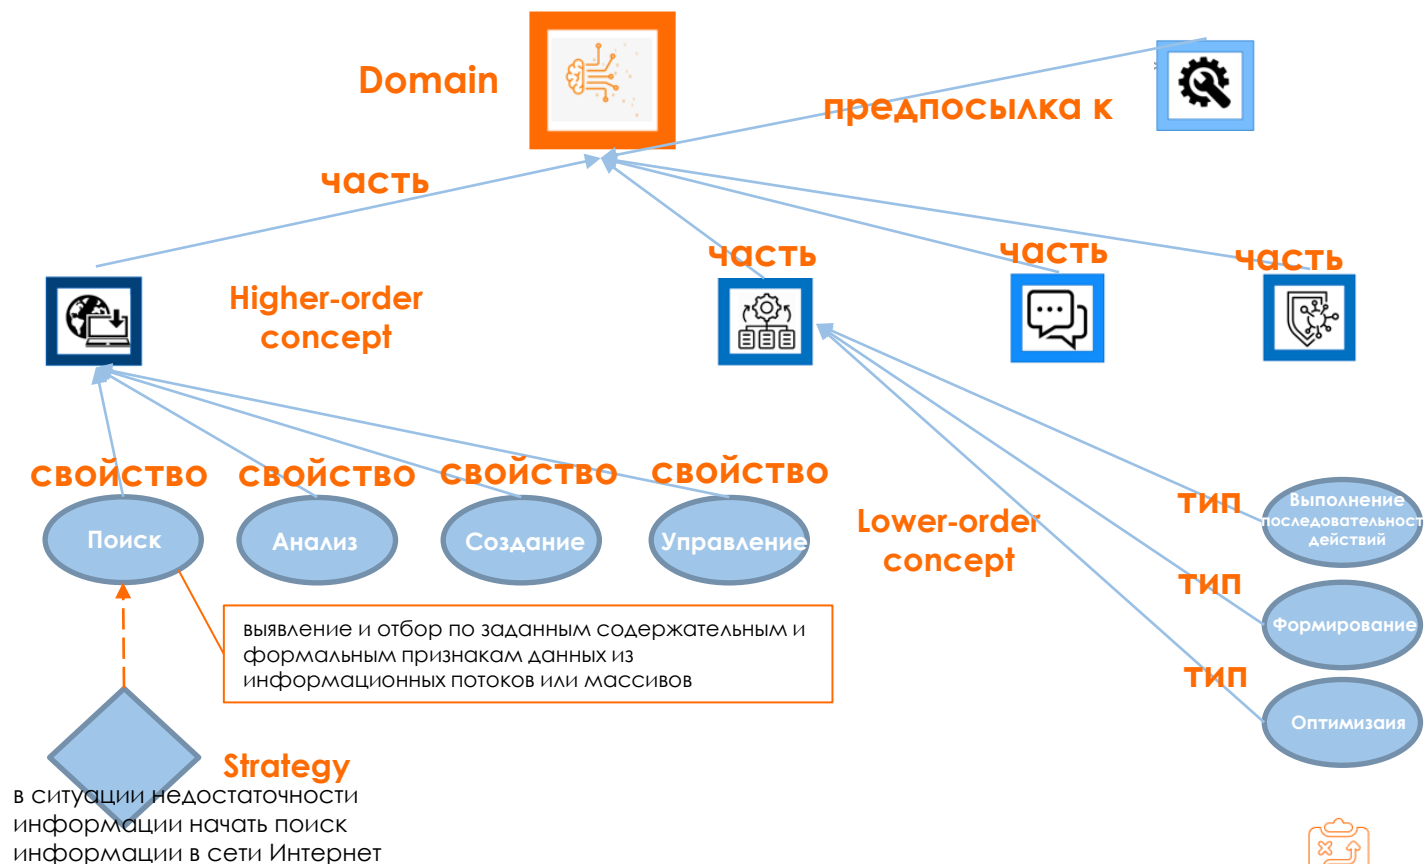 Domain
предпосылка к
часть
часть
часть
часть
Higher-order
concept
свойство
свойство
свойство
свойство
Поиск
Анализ
Создание
Управление
Lower-order
concept
тип
Выполнение
последовательност
действий
тип
Формирование
тип
Оптимизаия
выявление и отбор по заданным содержательным и
формальным признакам данных из
информационных потоков или массивов
Strategy
в ситуации недостаточности
информации начать поиск
информации в сети Интернет